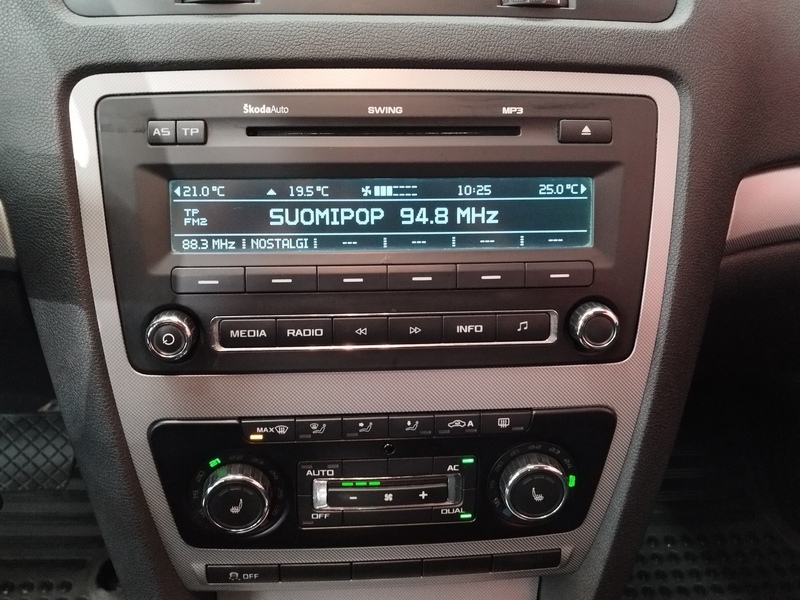 ŠkodaAuto SWING MP3
AS TP
21.0°C 19.5°C 10:25 25.0°C
TP
FM2
SUOMIPOP 94.8 MHz
88.3 MHz NOSTALGI --- --- --- ---
MEDIA RADIO INFO
MAX A
AUTO AC
OFF DUAL
OFF